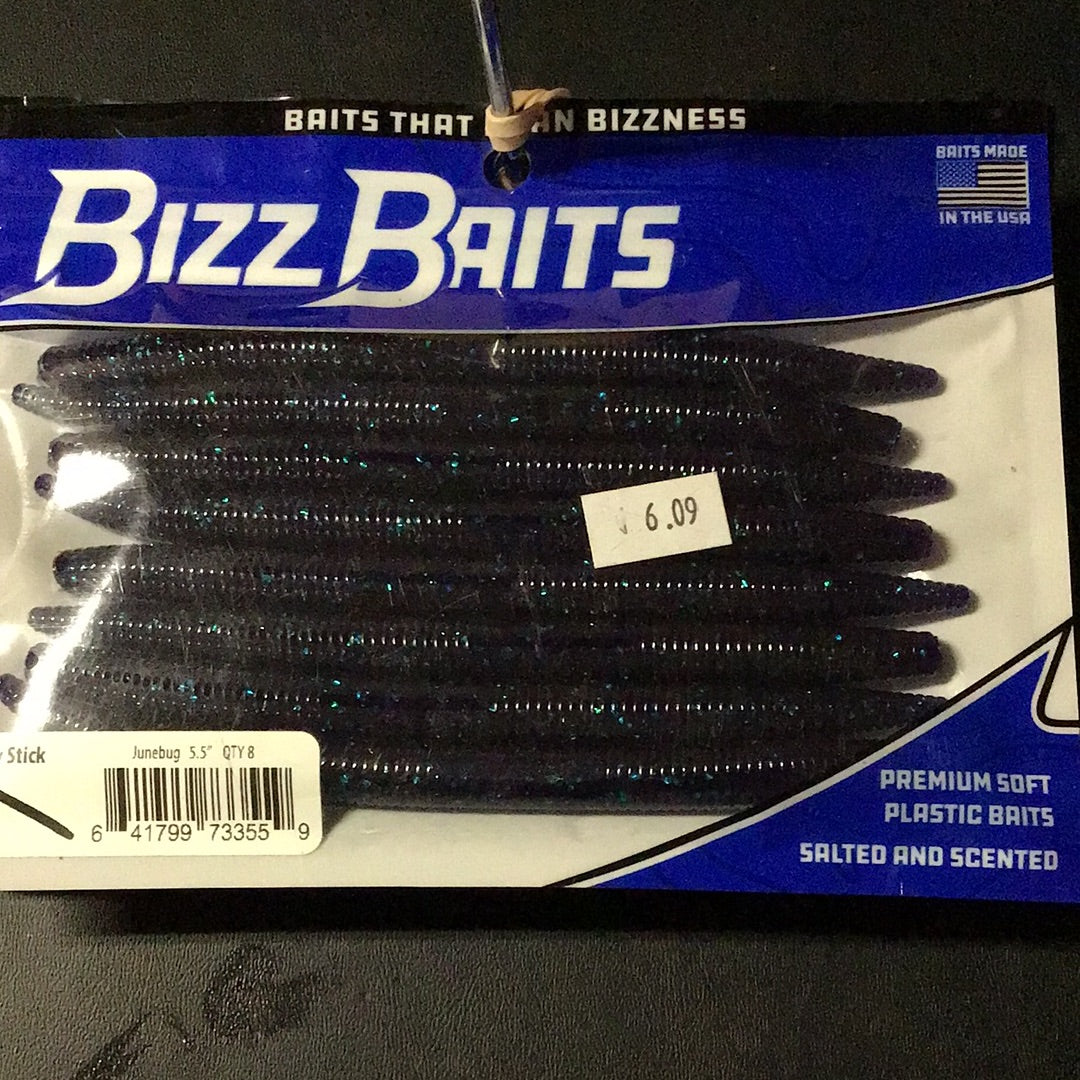 BAITS THAT AN BIZZNESS
BIZZ BAITS
BAITS MADE
IN THE USA
6.09
Stick
Junebug 5.5" QTY 8
6 41799 73355 9
PREMIUM SOFT
PLASTIC BAITS
SALTED AND SCENTED